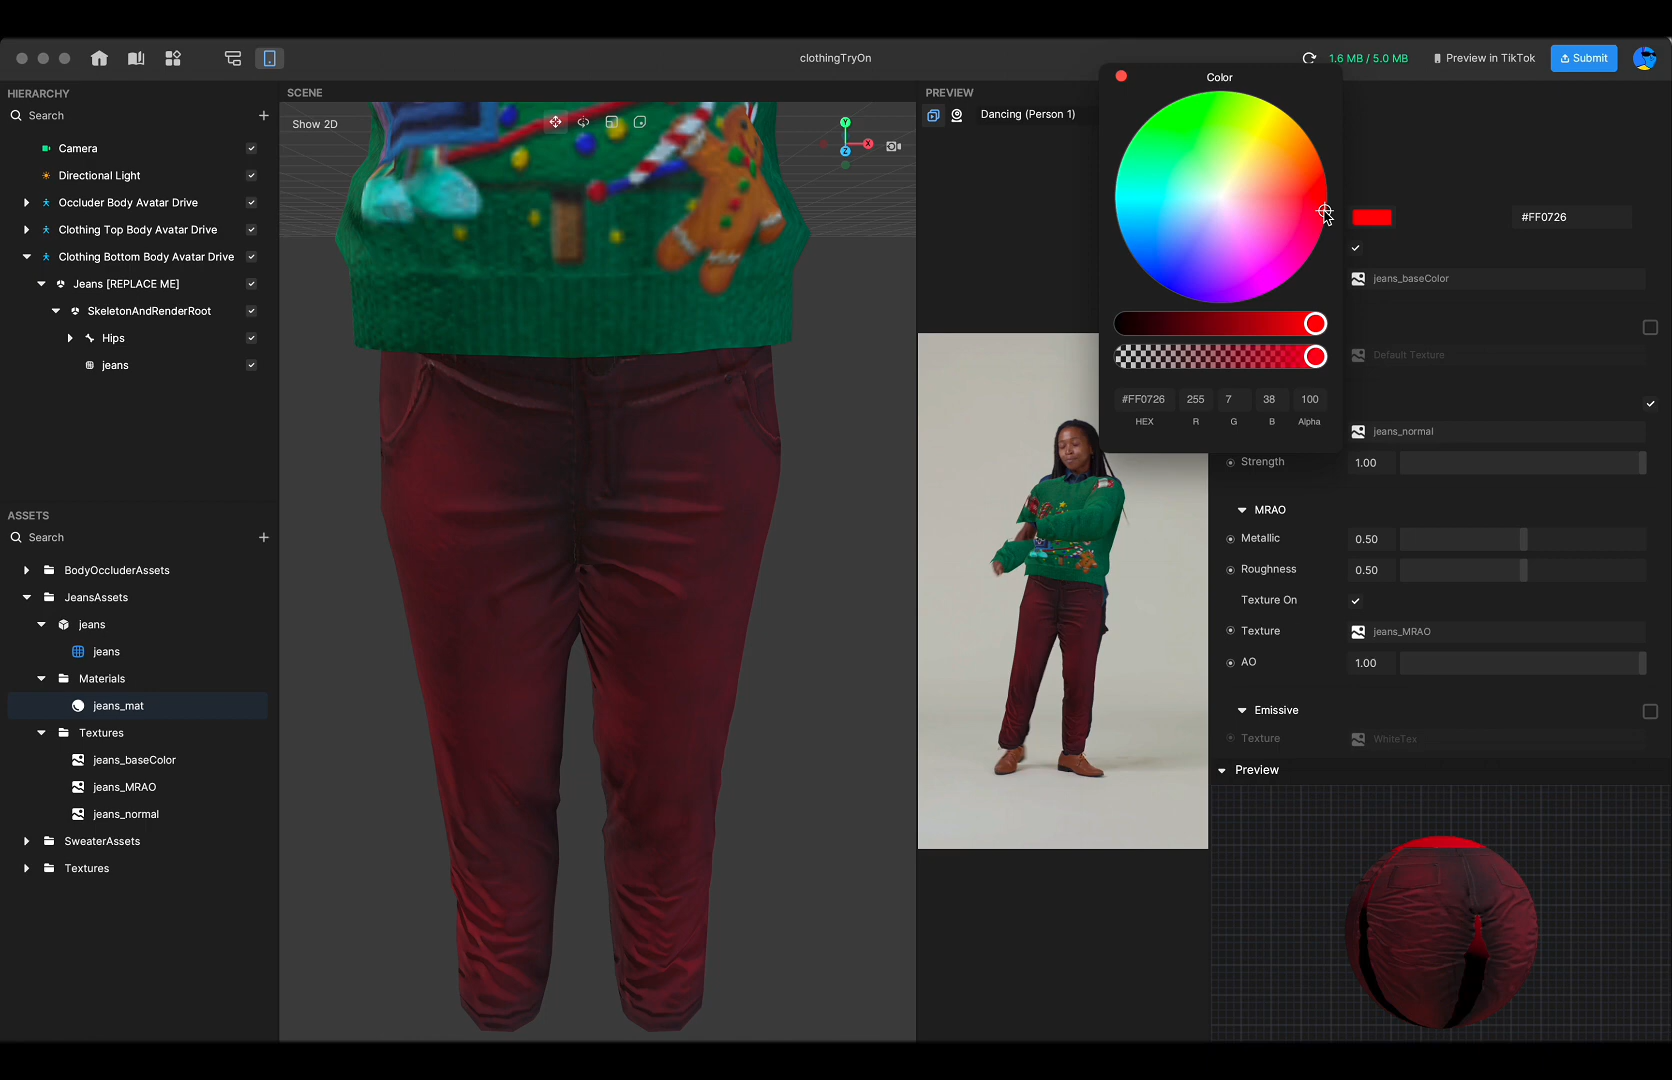 clothingTryOn
1.6 MB / 5.0 MB
Preview in TikTok
Submit
HIERARCHY
Search
Camera
Directional Light
Occluder Body Avatar Drive
Clothing Top Body Avatar Drive
Clothing Bottom Body Avatar Drive
Jeans [REPLACE ME]
SkeletonAndRenderRoot
Hips
jeans
ASSETS
Search
BodyOccluderAssets
JeansAssets
jeans
jeans
Materials
jeans_mat
Textures
jeans_baseColor
jeans_MRAO
jeans_normal
SweaterAssets
Textures
SCENE
Show 2D
Y
X
Z
PREVIEW
Dancing (Person 1)
Color
#FF0726
255
7
38
100
HEX
R
G
B
Alpha
#FF0726
jeans_baseColor
Default Texture
jeans_normal
Strength
1.00
MRAO
Metallic
0.50
Roughness
0.50
Texture On
Texture
jeans_MRAO
AO
1.00
Emissive
Texture
WhiteTex
Preview